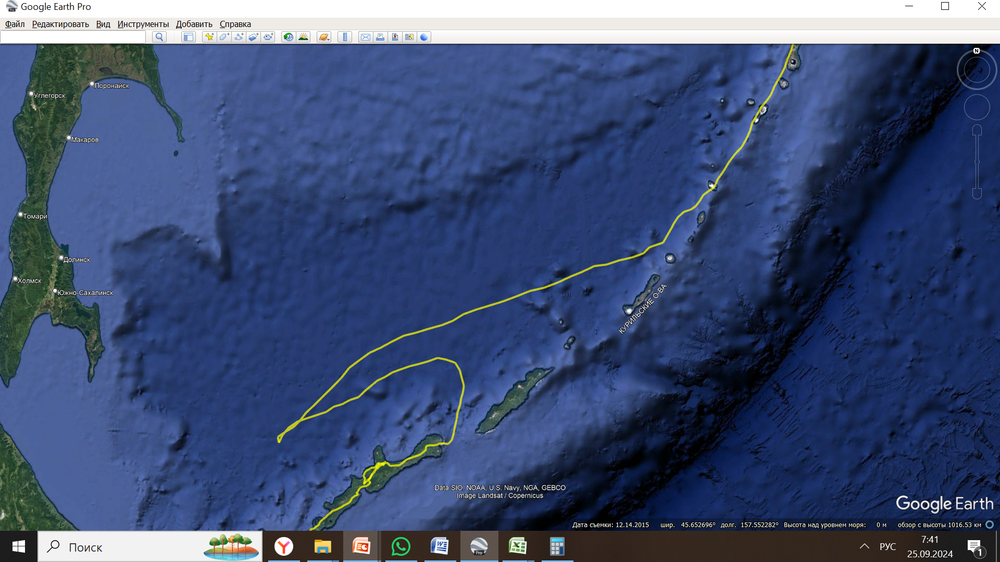 Google Earth Pro
Файл Редактировать Вид Инструменты Добавить Справка
N
Поронайск
Углегорск
Макаров
Томари
Долинск
Холмск
Южно-Сахалинск
КУРИЛЬСКИЕ О-ВА
Data SIO, NOAA, U.S. Navy, NGA, GEBCO
Image Landsat / Copernicus
Google Earth
Дата съемки: 12.14.2015 шир. 45.652696° долг. 157.552282° Высота над уровнем моря: 0 м обзор с высоты 1016.53 км
Поиск
Pro
РУС
7:41
25.09.2024
1